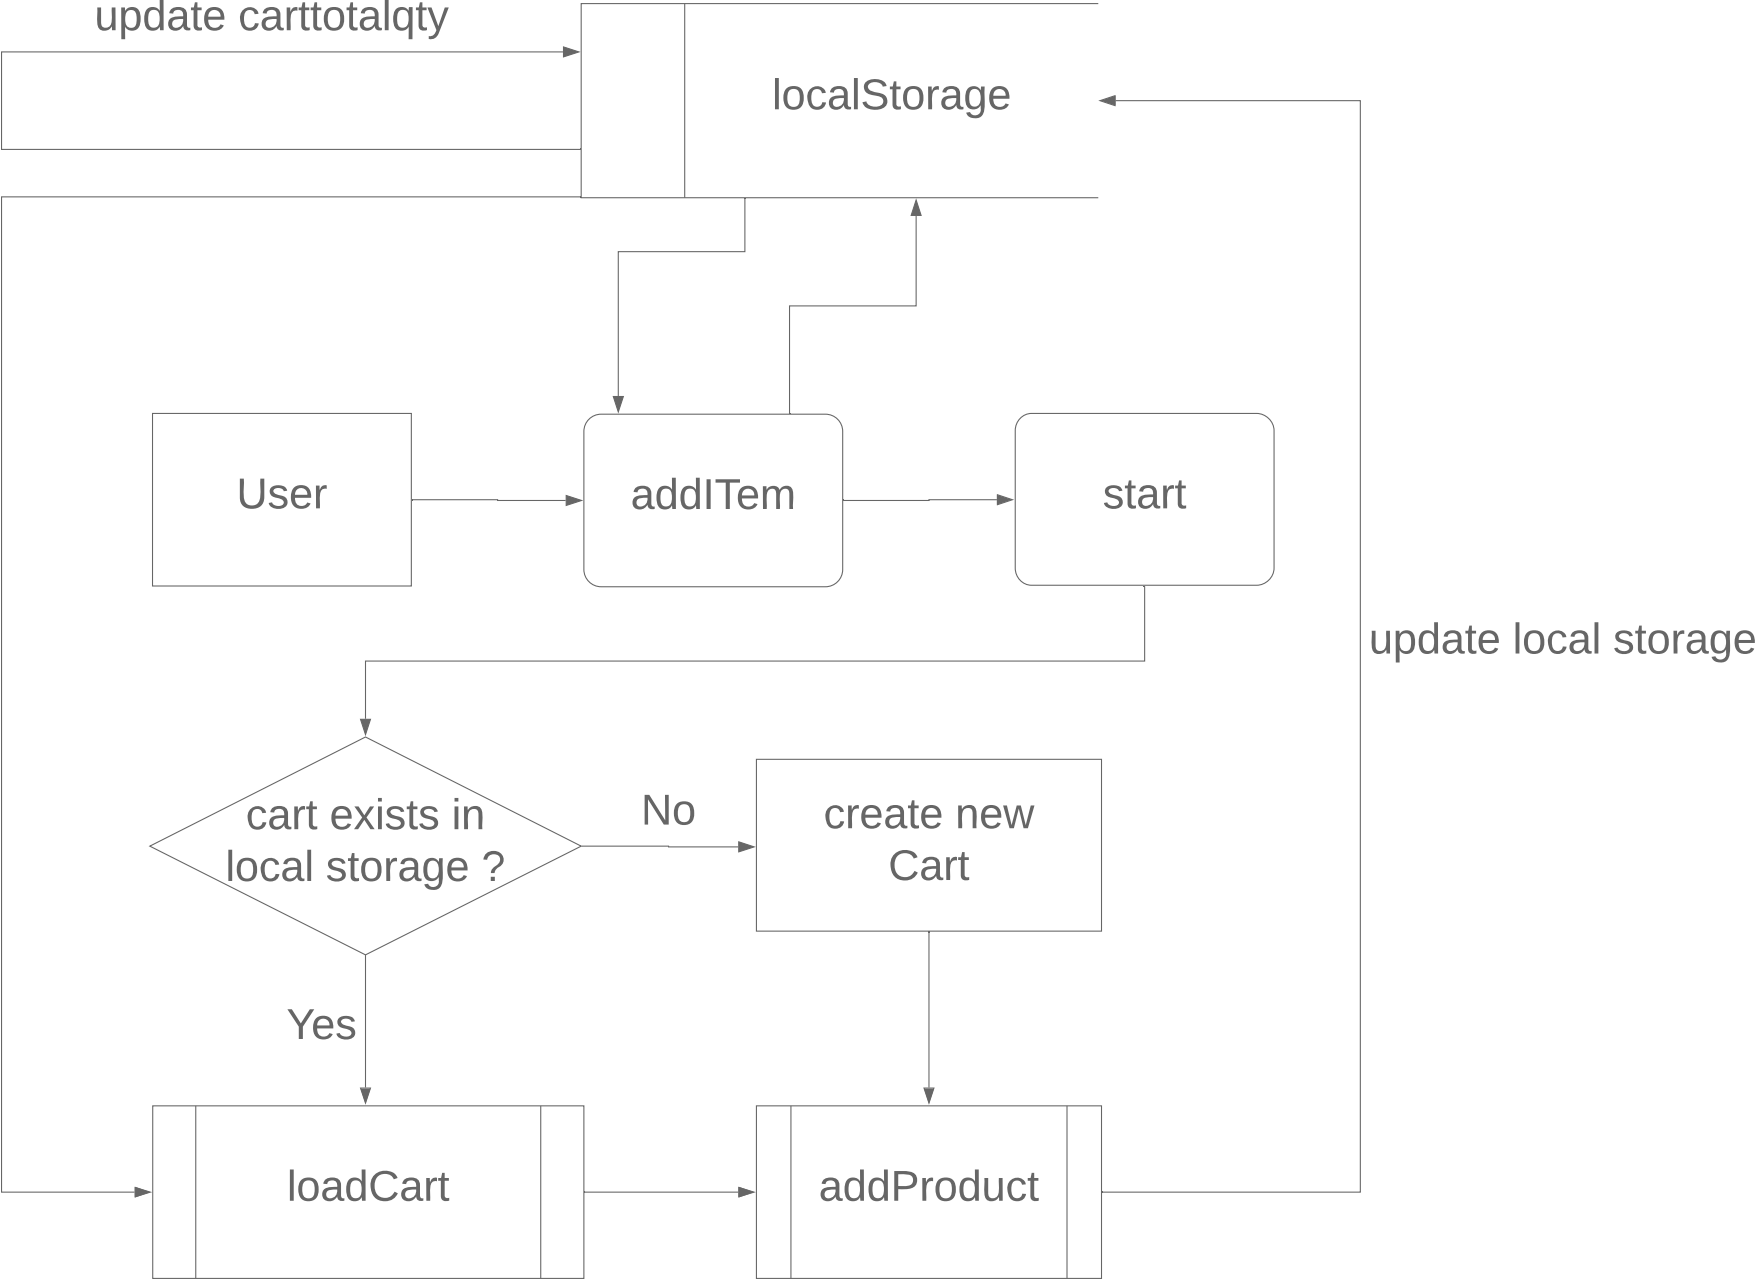 update carttotalqty
localStorage
User
addITem
start
update local storage
cart exists in
local storage ?
No
create new
Cart
Yes
loadCart
addProduct